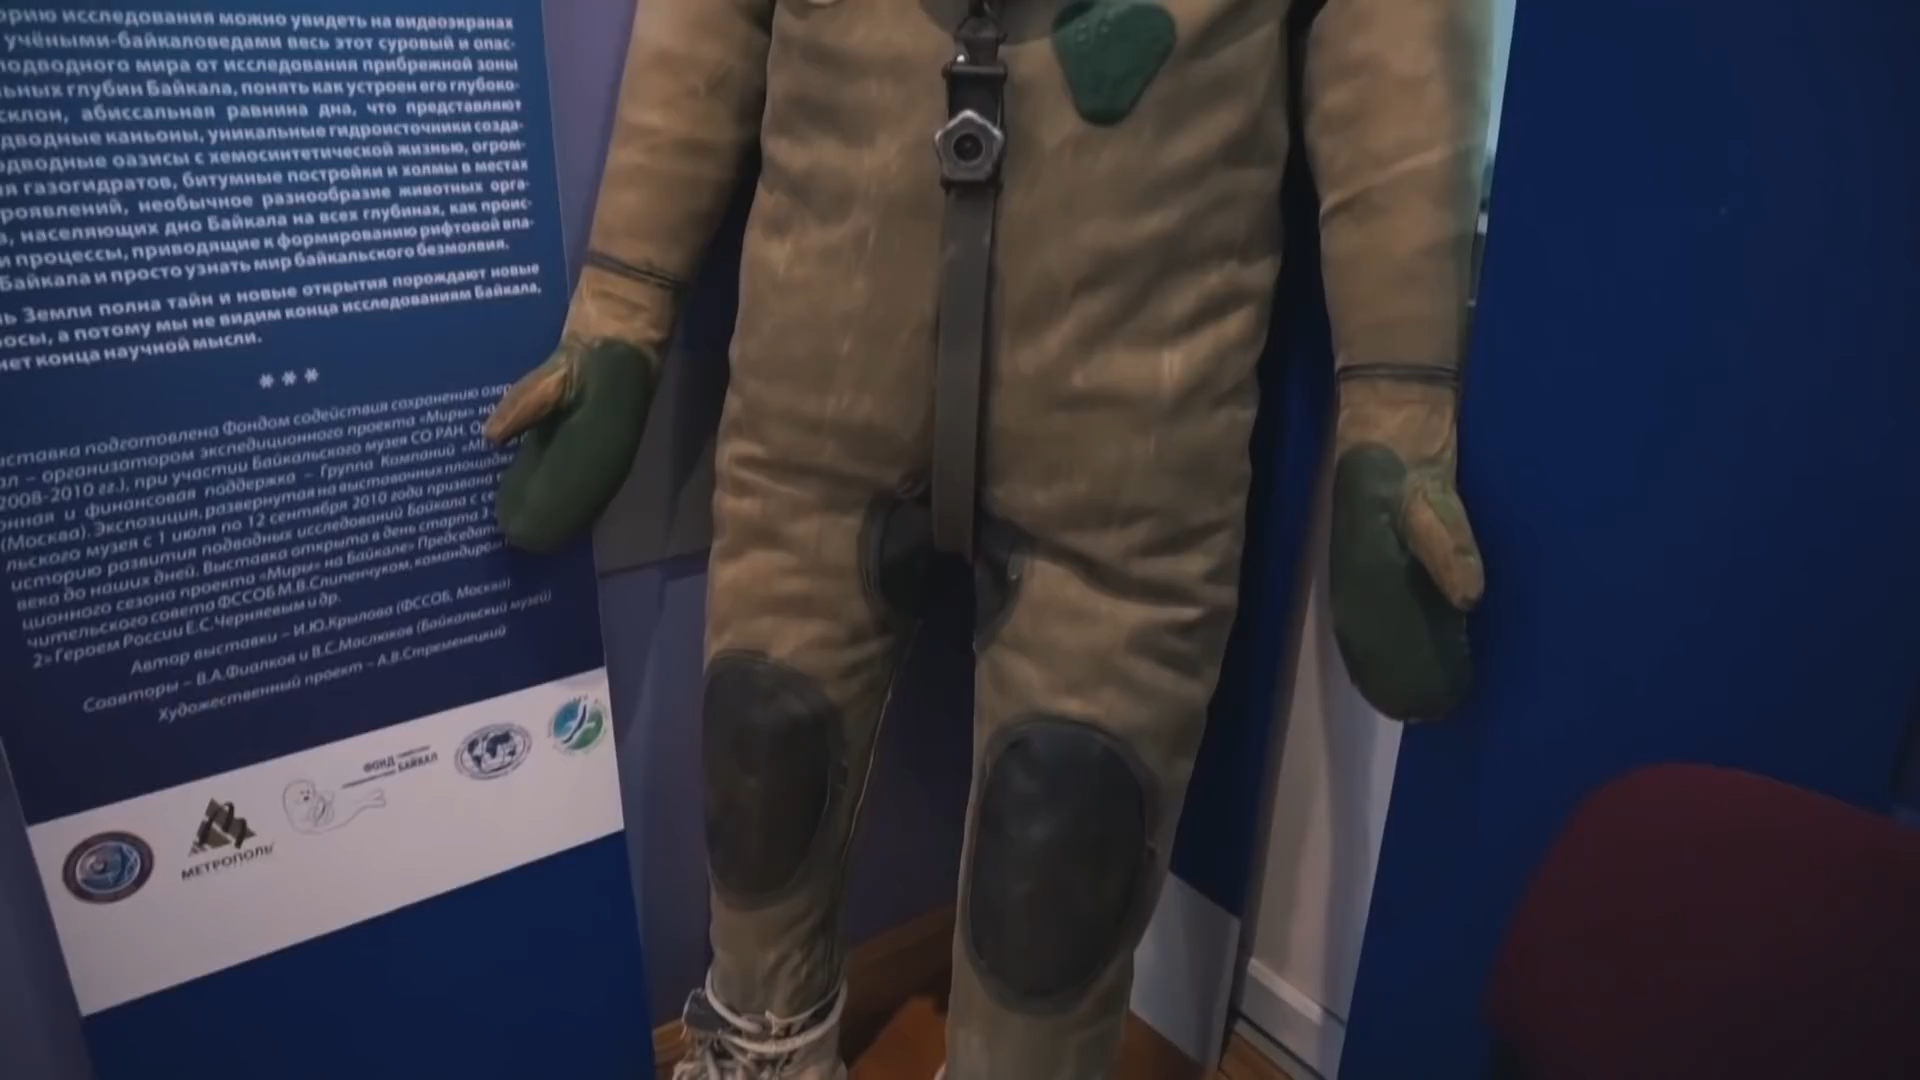 орию исследования можно увидеть на видеоэкранах
учёными-байкаловедами весь этот суровый и опас-
подводного мира от исследования прибрежной зоны
ьных глубин Байкала, понять как устроен его глубоко-
склон, абиссальная равнина дна, что представляют
дводные каньоны, уникальные гидроисточники созда-
одводные оазисы с хемосинтетической жизнью, огром-
я газогидратов, битумные постройки и холмы в местах
роявлений, необычное разнообразие животных орга-
в, населяющих дно Байкала на всех глубинах, как проис-
и процессы, приводящие к формированию рифтовой впа-
Байкала и просто узнать мир байкальского безмолвия.
ь Земли полна тайн и новые открытия порождают новые
осы, а потому мы не видим конца исследованиям Байкала,
нет конца научной мысли.
* * *
ставка подготовлена Фондом содействия сохранению озер
ал – организатором экспедиционного проекта «Миры» на
2008-2010 гг.), при участии Байкальского музея СО РАН.
онная и финансовая поддержка – Группа Компаний «МЕТ
(Москва). Экспозиция, развернутая на выставочных площадк
льского музея с 1 июля по 12 сентября 2010 года призвана
историю развития подводных исследований Байкала с
века до наших дней. Выставка открыта в день старта 3-
ционного сезона проекта «Миры» на Байкале» Председат
чительского совета ФССОБ М.В.Слипенчуком, командиром
2» Героем России Е.С.Черняевым и др.
Автор выставки – И.Ю.Крылова (ФССОБ, Москва)
Соавторы – В.А.Фиалков и В.С.Маслюков (Байкальский музей)
Художественный проект – А.В.Стременецкий
МЕТРОПОЛЬ
ФОНД
БАЙКАЛ